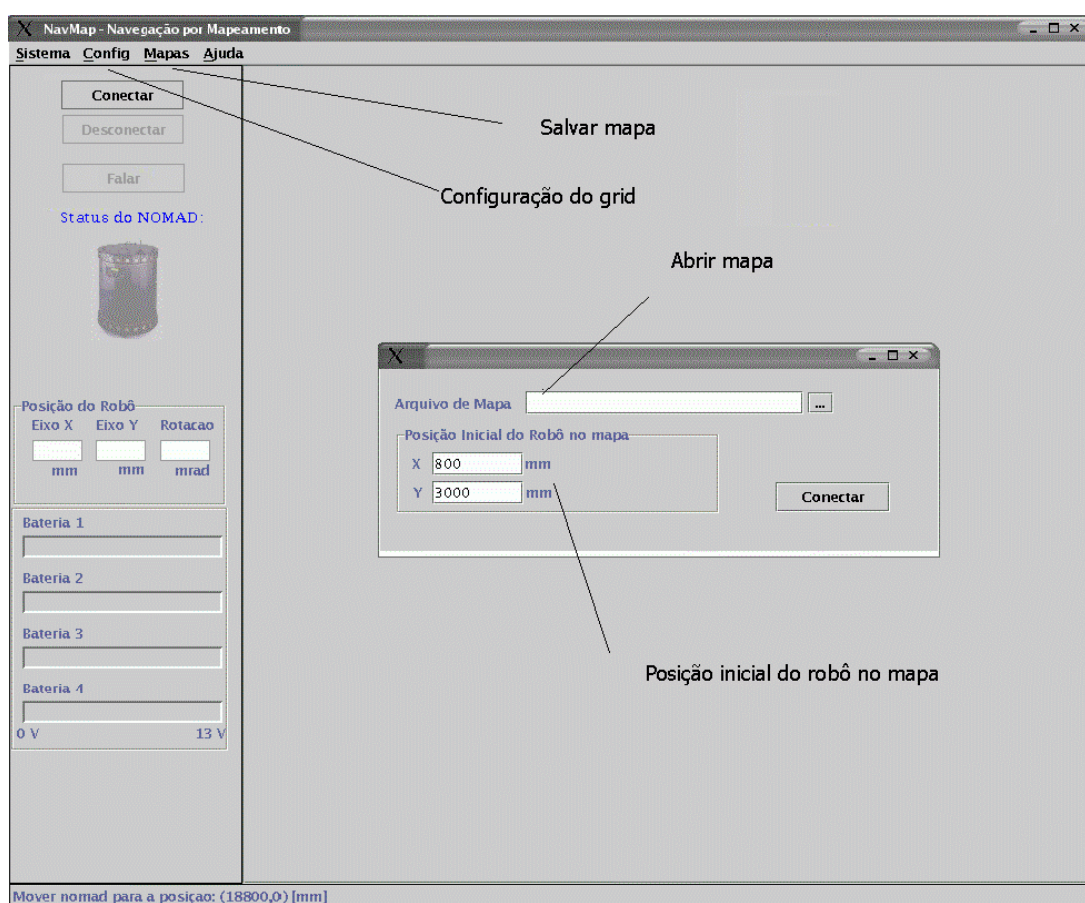 X NavMap - Navegação por Mapeamento
Sistema Config Mapas Ajuda
Conectar
Desconectar
Falar
Status do NOMAD:
Posição do Robô
Eixo X Eixo Y Rotacao
mm mm mrad
Bateria 1
Bateria 2
Bateria 3
Bateria 4
0 V 13 V
Salvar mapa
Configuração do grid
Abrir mapa
X
Arquivo de Mapa ...
Posição Inicial do Robô no mapa
X 800 mm
Y 3000 mm
Conectar
Posição inicial do robô no mapa
Mover nomad para a posiçao: (18800,0) [mm]